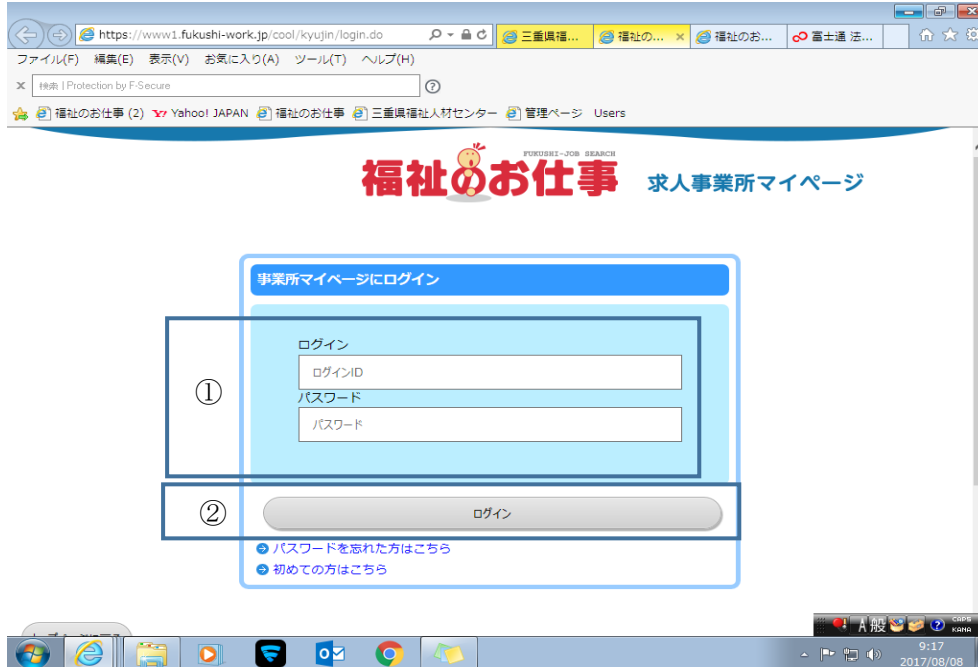 https://www1.fukushi-work.jp/cool/kyujin/login.do
三重県福...
福祉の...
福祉のお...
富士通 法...
ファイル(F) 編集(E) 表示(V) お気に入り(A) ツール(T) ヘルプ(H)
検索 | Protection by F-Secure
福祉のお仕事 (2) Yahoo! JAPAN 福祉のお仕事 三重県福祉人材センター 管理ページ Users
FUKUSHI-JOB SEARCH
福祉のお仕事 求人事業所マイページ
事業所マイページにログイン
①
ログイン
ログインID
パスワード
パスワード
②
ログイン
パスワードを忘れた方はこちら
初めての方はこちら
A 般 CAPS
KANA
9:17
2017/08/08